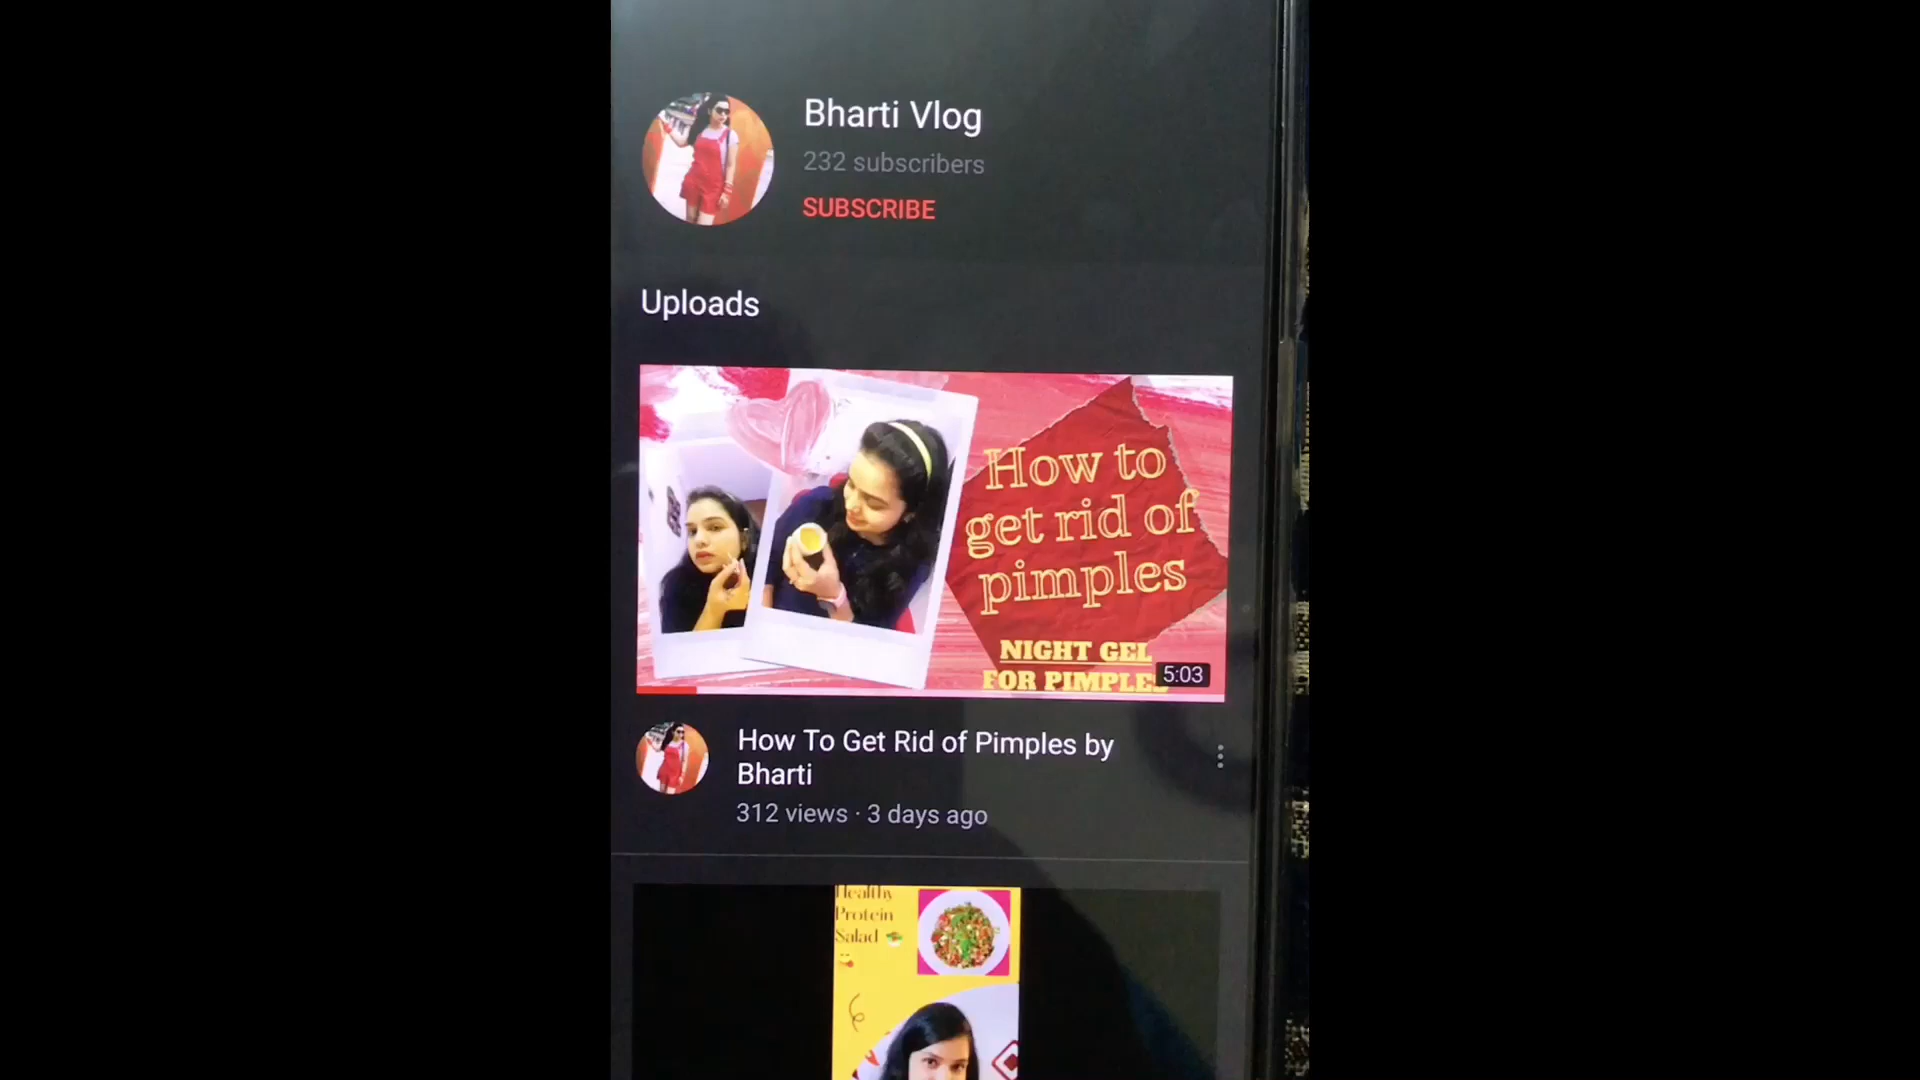 Bharti Vlog
232 subscribers
SUBSCRIBE
Uploads
How to
get rid of
pimples
NIGHT GEL
FOR PIMPLES
5:03
How To Get Rid of Pimples by
Bharti
312 views · 3 days ago
Healthy
Protein
Salad